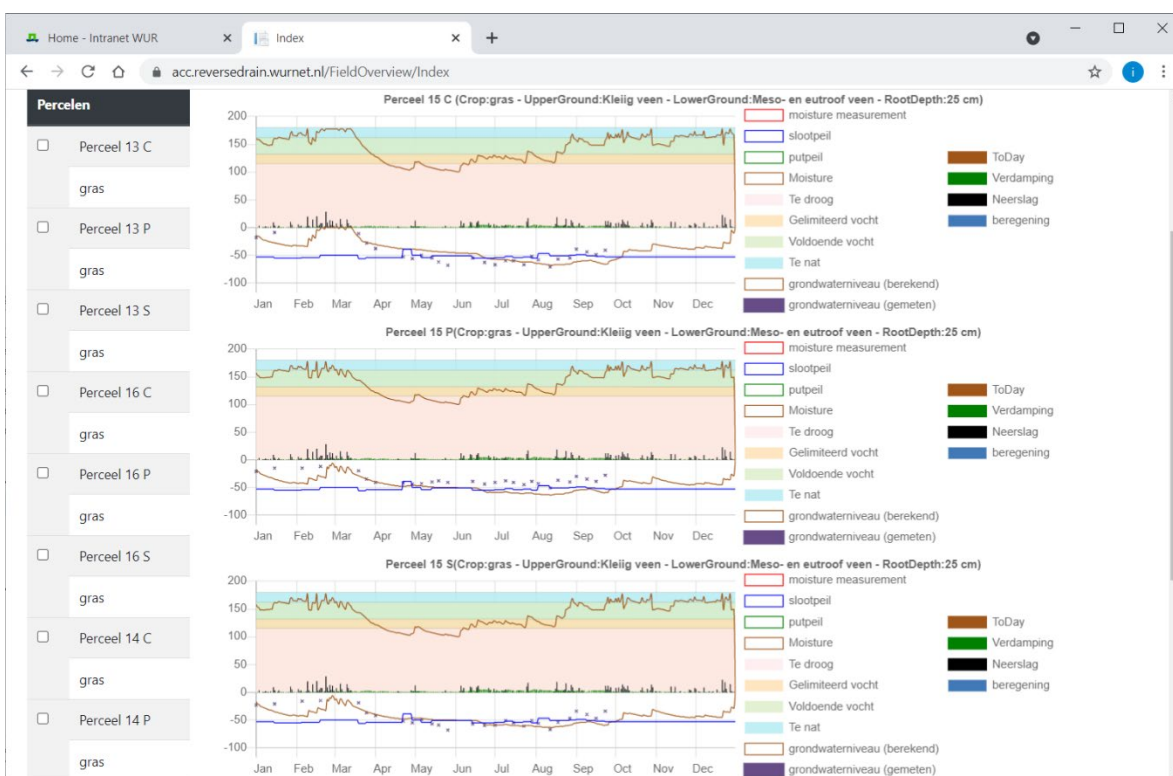 Home - Intranet WUR
Index
acc.reversedrain.wurnet.nl/FieldOverview/Index
Percelen
Perceel 13 C
gras
Perceel 13 P
gras
Perceel 13 S
gras
Perceel 16 C
gras
Perceel 16 P
gras
Perceel 16 S
gras
Perceel 14 C
gras
Perceel 14 P
gras
Perceel 15 C (Crop:gras - UpperGround:Kleiig veen - LowerGround:Meso- en eutroof veen - RootDepth:25 cm)
200
150
100
50
0
-50
-100
Jan Feb Mar Apr May Jun Jul Aug Sep Oct Nov Dec
moisture measurement
slootpeil
putpeil
Moisture
Te droog
Gelimiteerd vocht
Voldoende vocht
Te nat
grondwaterniveau (berekend)
grondwaterniveau (gemeten)
ToDay
Verdamping
Neerslag
beregening
Perceel 15 P(Crop:gras - UpperGround:Kleiig veen - LowerGround:Meso- en eutroof veen - RootDepth:25 cm)
200
150
100
50
0
-50
-100
Jan Feb Mar Apr May Jun Jul Aug Sep Oct Nov Dec
moisture measurement
slootpeil
putpeil
Moisture
Te droog
Gelimiteerd vocht
Voldoende vocht
Te nat
grondwaterniveau (berekend)
grondwaterniveau (gemeten)
ToDay
Verdamping
Neerslag
beregening
Perceel 15 S(Crop:gras - UpperGround:Kleiig veen - LowerGround:Meso- en eutroof veen - RootDepth:25 cm)
200
150
100
50
0
-50
-100
Jan Feb Mar Apr May Jun Jul Aug Sep Oct Nov Dec
moisture measurement
slootpeil
putpeil
Moisture
Te droog
Gelimiteerd vocht
Voldoende vocht
Te nat
grondwaterniveau (berekend)
grondwaterniveau (gemeten)
ToDay
Verdamping
Neerslag
beregening